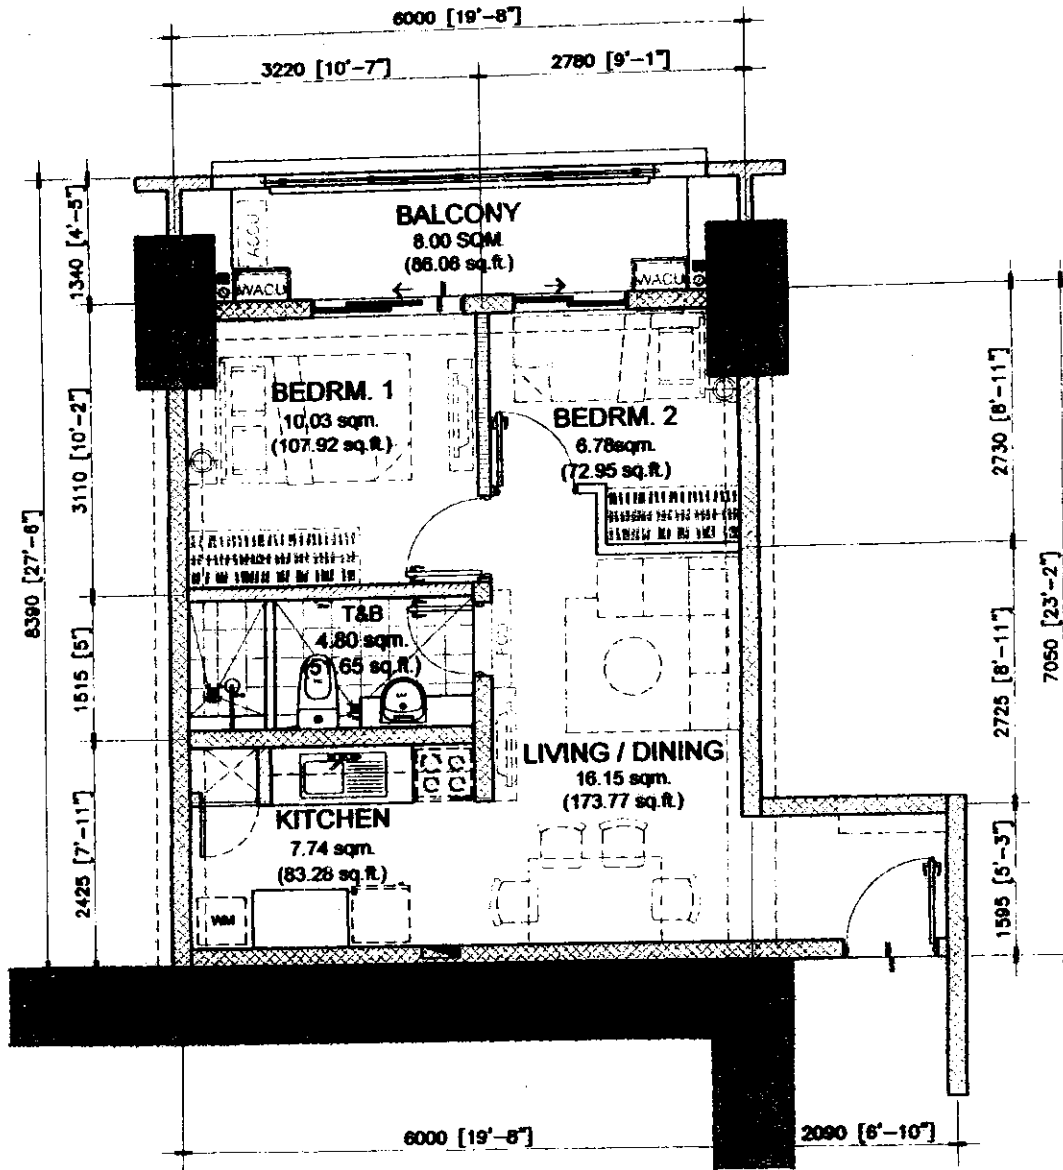 6000 [19'-8"]
3220 [10'-7"]
2780 [9'-1"]
1340 [4'-5"]
BALCONY
8.00 SQM.
(86.06 sq.ft.)
ACCU
WACU
WACU
BEDRM. 1
10.03 sqm.
(107.92 sq.ft.)
BEDRM. 2
6.78sqm.
(72.95 sq.ft.)
3110 [10'-2"]
2730 [8'-11"]
8390 [27'-6"]
7050 [23'-2"]
T&B
4.80 sqm.
(51.65 sq.ft.)
1515 [5"]
2725 [8'-11"]
LIVING / DINING
16.15 sqm.
(173.77 sq.ft.)
KITCHEN
7.74 sqm.
(83.28 sq.ft.)
2425 [7'-11"]
1595 [5'-3"]
WM
6000 [19'-8"]
2090 [6'-10"]